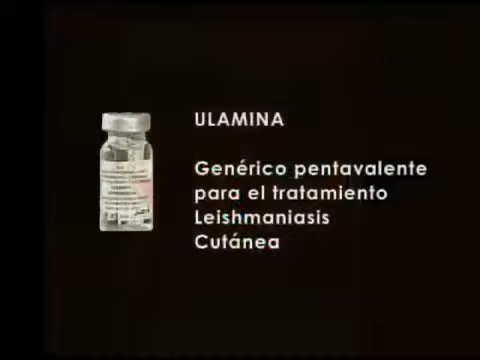 ULAMINA
Genérico pentavalente
para el tratamiento
Leishmaniasis
Cutánea